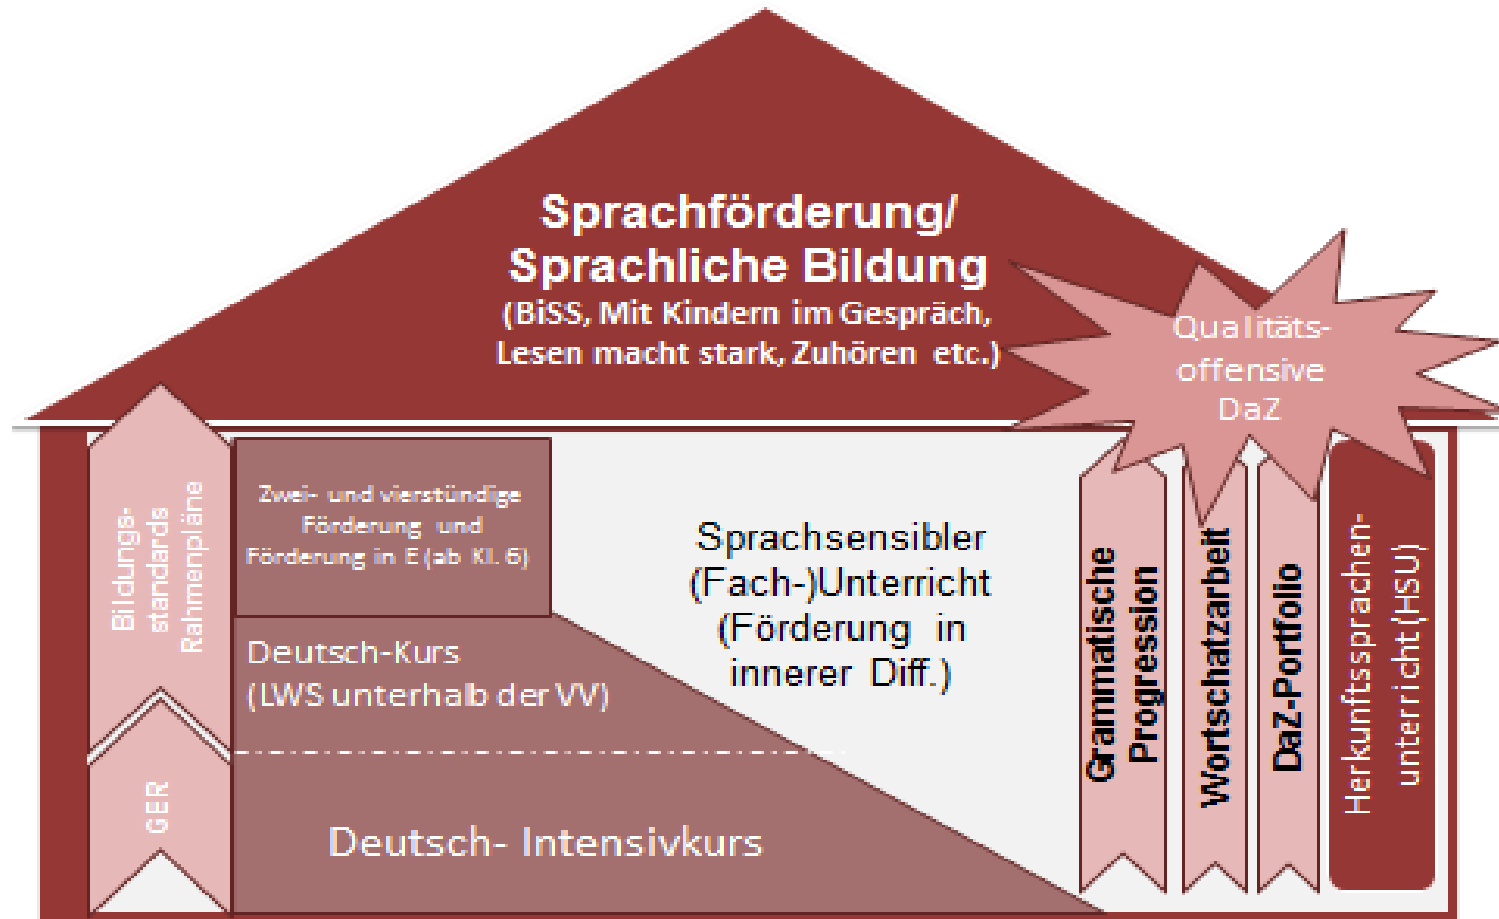 Sprachförderung/
Sprachliche Bildung
(BiSS, Mit Kindern im Gespräch,
Lesen macht stark, Zuhören etc.)
Qualitäts-
offensive
DaZ
Bildungs-
standards
Rahmenpläne
GER
Zwei- und vierstündige
Förderung und
Förderung in E (ab Kl. 6)
Deutsch-Kurs
(LWS unterhalb der VV)
Deutsch- Intensivkurs
Sprachsensibler
(Fach-)Unterricht
(Förderung in
innerer Diff.)
Grammatische
Progression
Wortschatzarbeit
DaZ-Portfolio
Herkunftssprachen-
unterricht (HSU)